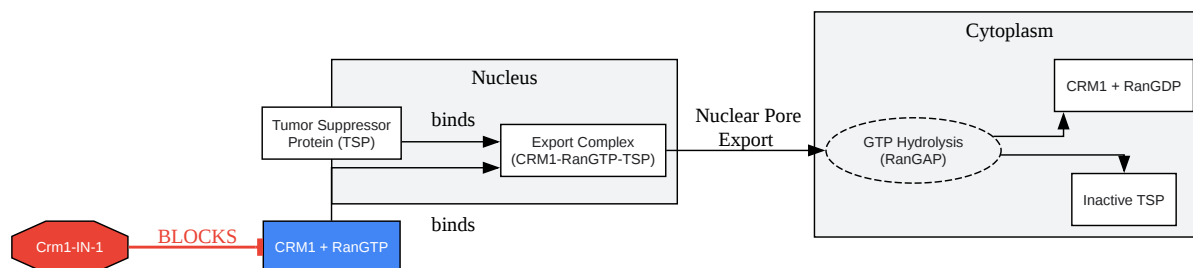 Cytoplasm
Nucleus
CRM1 + RanGDP
Tumor Suppressor
Protein (TSP)
binds
Export Complex
(CRM1-RanGTP-TSP)
Nuclear Pore
Export
GTP Hydrolysis
(RanGAP)
Inactive TSP
binds
Crm1-IN-1
BLOCKS
CRM1 + RanGTP